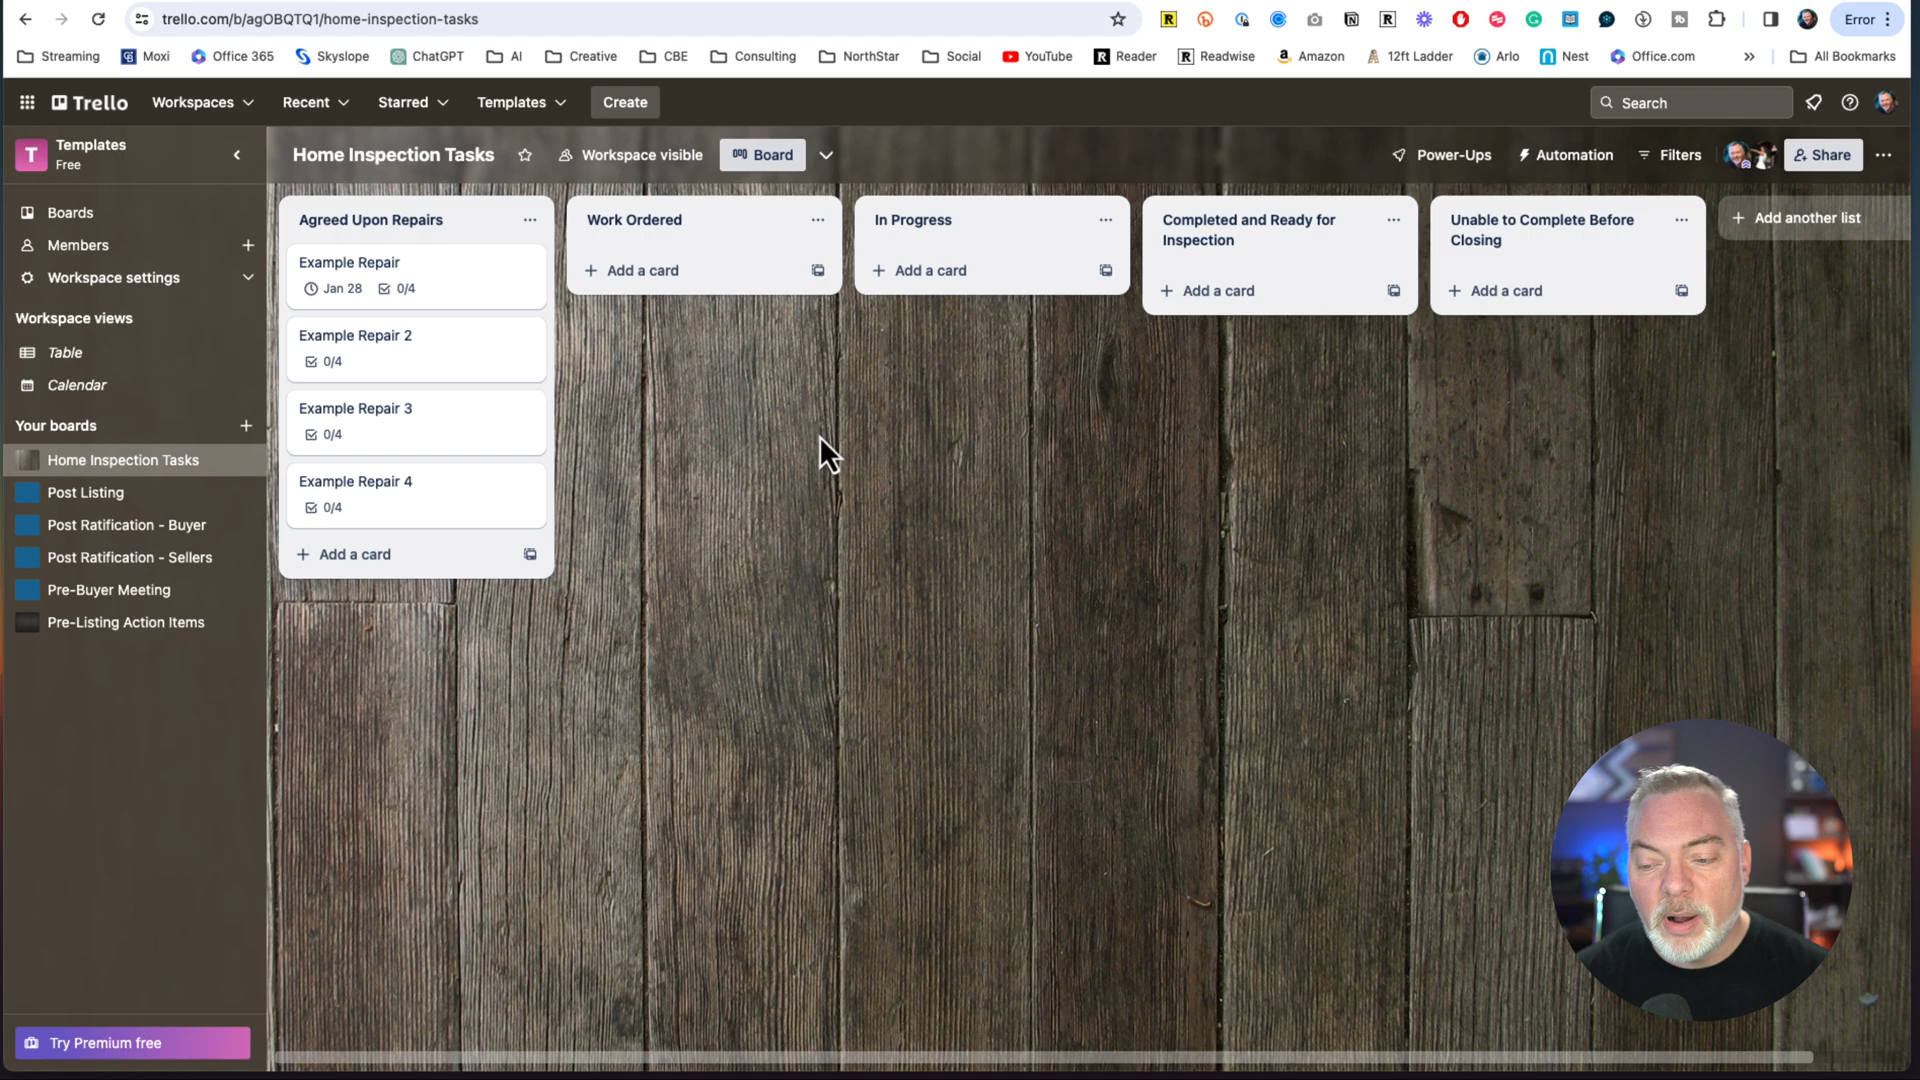 trello.com/b/agOBQTQ1/home-inspection-tasks
Error
Streaming
Moxi
Office 365
Skyslope
ChatGPT
AI
Creative
CBE
Consulting
NorthStar
Social
YouTube
Reader
Readwise
Amazon
12ft Ladder
Arlo
Nest
Office.com
All Bookmarks
Trello
Workspaces
Recent
Starred
Templates
Create
Search
T
Templates
Free
Home Inspection Tasks
Workspace visible
Board
Power-Ups
Automation
Filters
Share
Boards
Members
Workspace settings
Workspace views
Table
Calendar
Your boards
Home Inspection Tasks
Post Listing
Post Ratification - Buyer
Post Ratification - Sellers
Pre-Buyer Meeting
Pre-Listing Action Items
Try Premium free
Agreed Upon Repairs
Example Repair
Jan 28
0/4
Example Repair 2
0/4
Example Repair 3
0/4
Example Repair 4
0/4
Add a card
Work Ordered
Add a card
In Progress
Add a card
Completed and Ready for
Inspection
Add a card
Unable to Complete Before
Closing
Add a card
Add another list